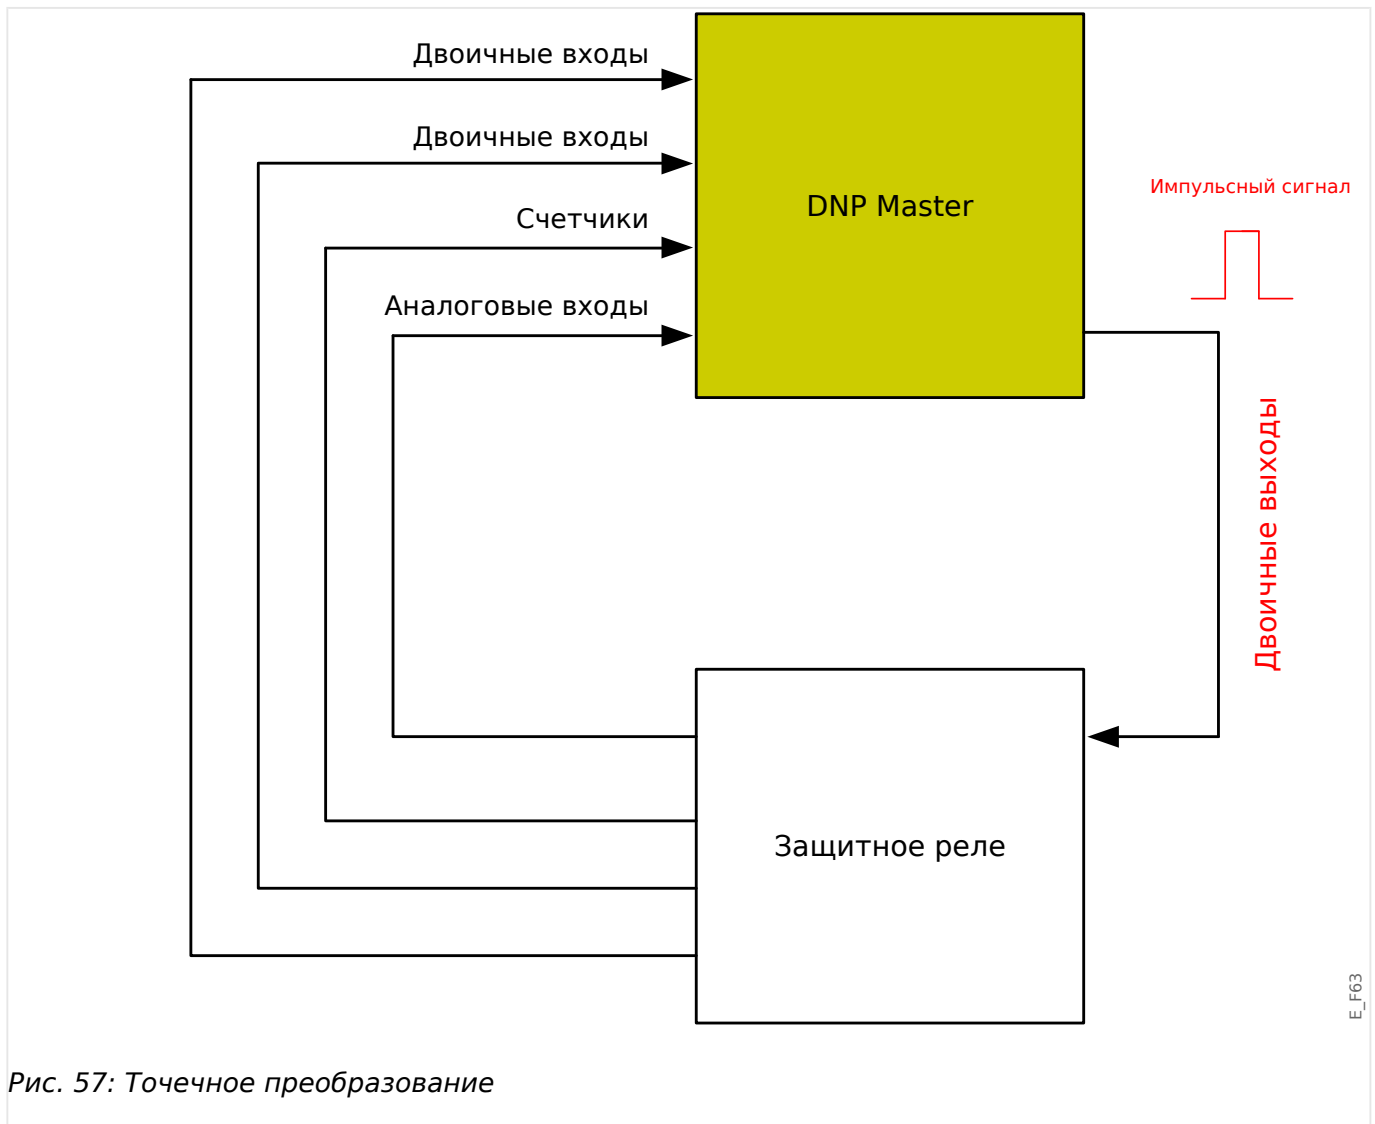 Двоичные входы
Двоичные входы
Счетчики
Аналоговые входы
DNP Master
Импульсный сигнал
Двоичные выходы
Защитное реле
E_F63
Рис. 57: Точечное преобразование